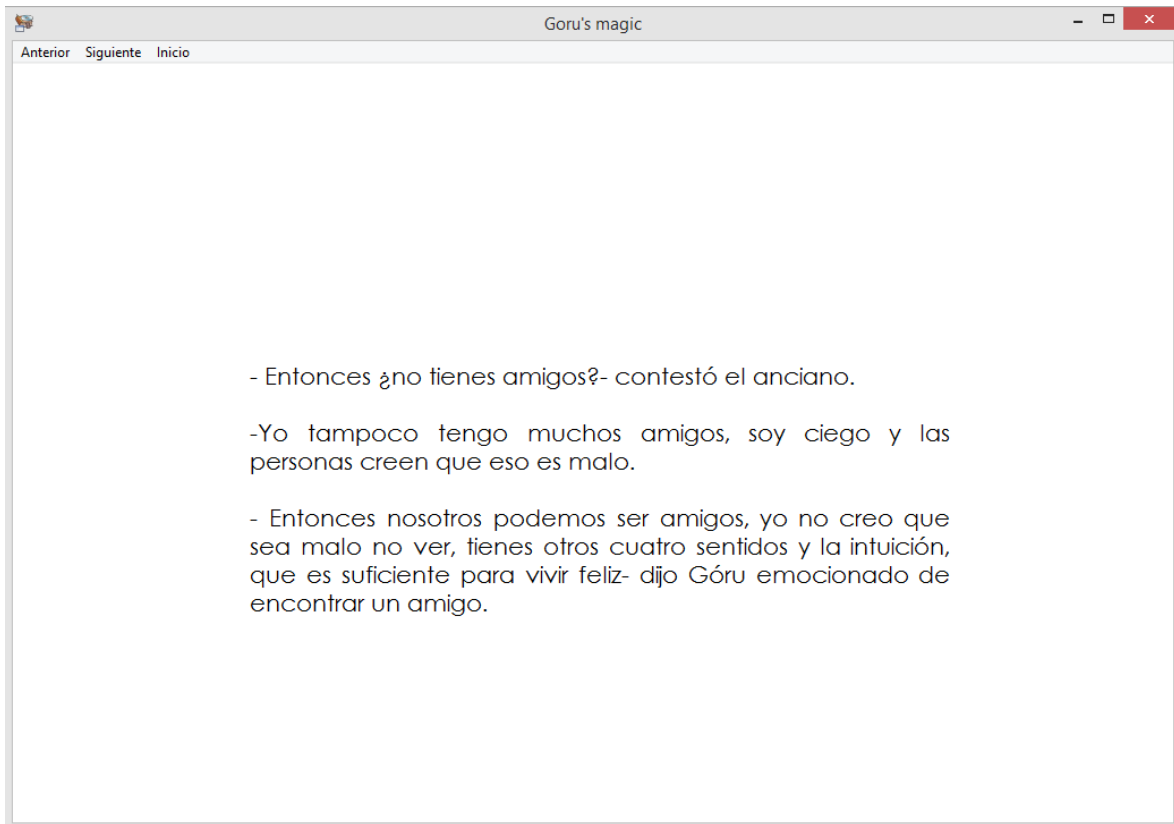 Goru's magic
Anterior Siguiente Inicio
- Entonces ¿no tienes amigos?- contestó el anciano.
-Yo tampoco tengo muchos amigos, soy ciego y las
personas creen que eso es malo.
- Entonces nosotros podemos ser amigos, yo no creo que
sea malo no ver, tienes otros cuatro sentidos y la intuición,
que es suficiente para vivir feliz- dijo Góru emocionado de
encontrar un amigo.